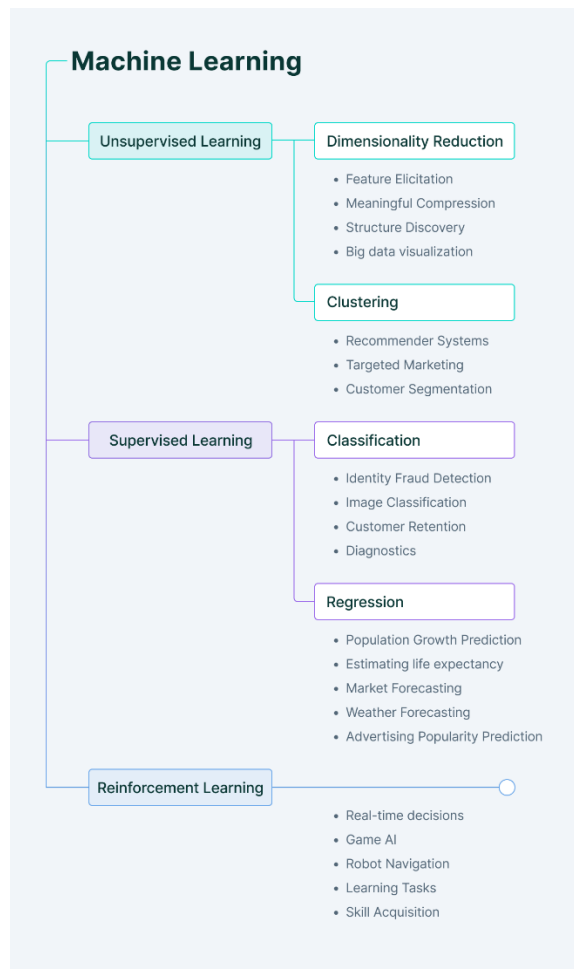 Machine Learning
Unsupervised Learning
Dimensionality Reduction
Feature Elicitation
Meaningful Compression
Structure Discovery
Big data visualization
Clustering
Recommender Systems
Targeted Marketing
Customer Segmentation
Supervised Learning
Classification
Identity Fraud Detection
Image Classification
Customer Retention
Diagnostics
Regression
Population Growth Prediction
Estimating life expectancy
Market Forecasting
Weather Forecasting
Advertising Popularity Prediction
Reinforcement Learning
Real-time decisions
Game AI
Robot Navigation
Learning Tasks
Skill Acquisition